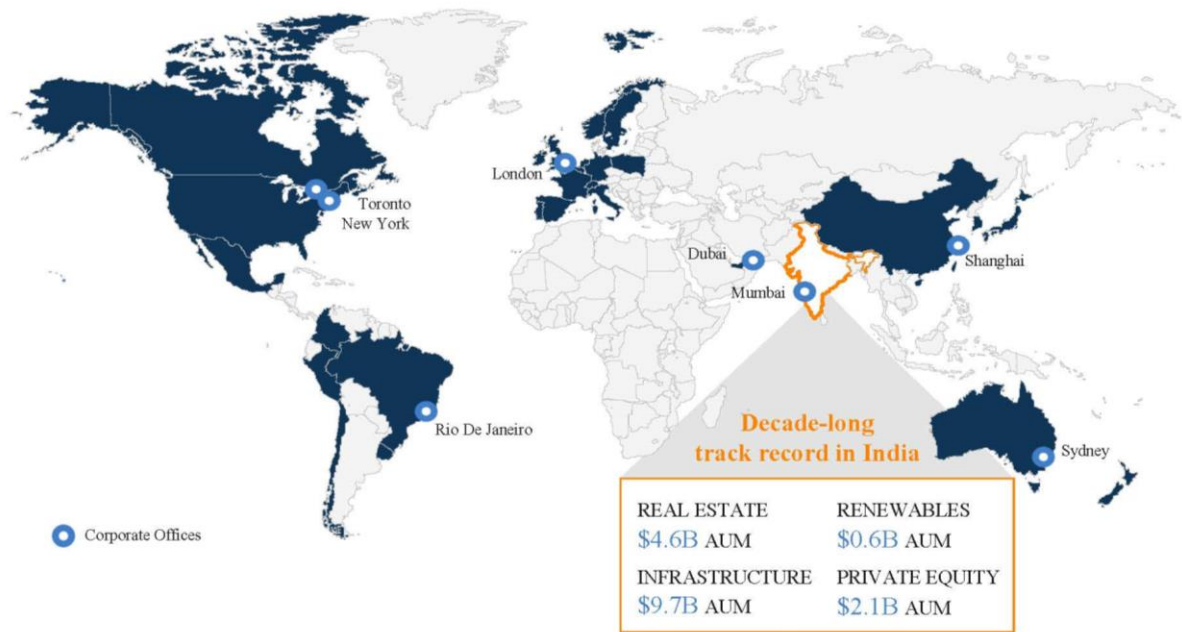 London
Toronto
New York
Dubai
Shanghai
Mumbai
Rio De Janeiro
Decade-long
track record in India
Sydney
Corporate Offices
REAL ESTATE
$4.6B AUM
RENEWABLES
$0.6B AUM
INFRASTRUCTURE
$9.7B AUM
PRIVATE EQUITY
$2.1B AUM